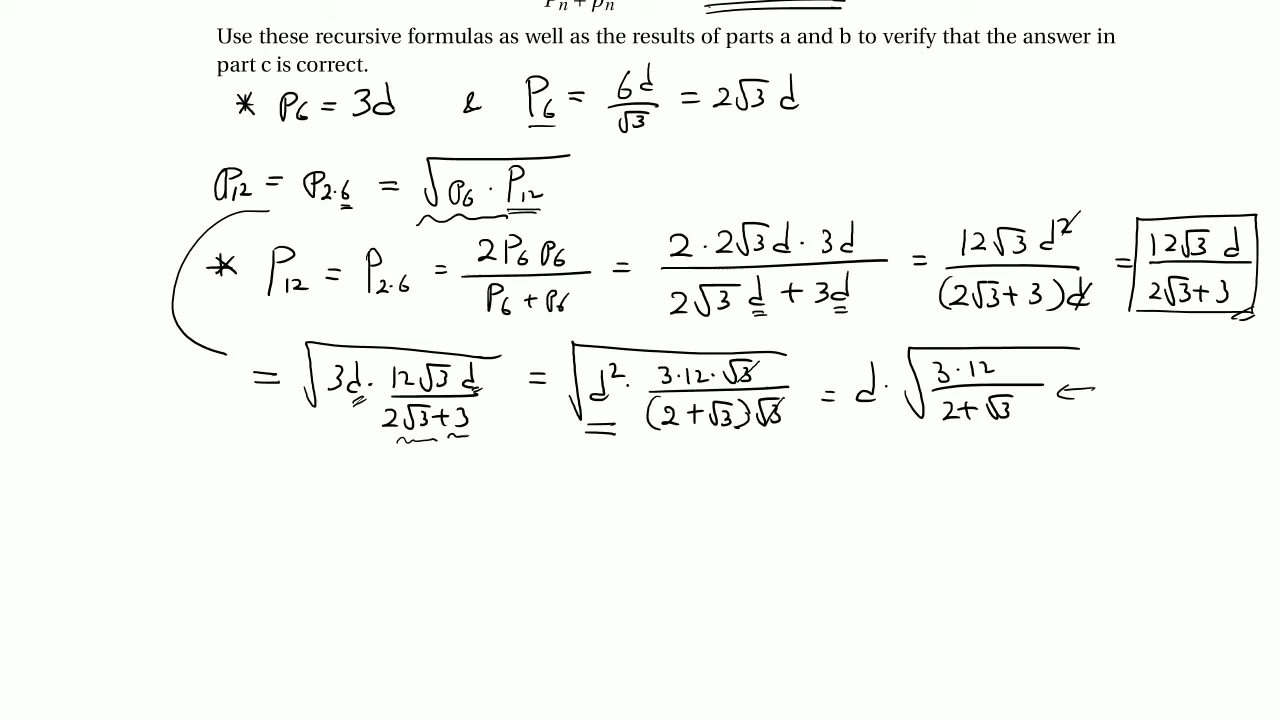 Pₙ + pₙ
Use these recursive formulas as well as the results of parts a and b to verify that the answer in
part c is correct.
* p₆ = 3d & P₆ = 6d/√3 = 2√3 d
p₁₂ = p₂·₆ = √(p₆ · P₁₂)
* P₁₂ = P₂·₆ = 2P₆ p₆/(P₆ + p₆) = (2 · 2√3d · 3d)/(2√3 d + 3d) = 12√3 d²/((2√3 + 3)d) = 12√3 d/(2√3 + 3)
= √(3d · 12√3 d/(2√3 + 3)) = √(d² · 3·12·√3/((2 + √3)√3)) = d · √(3·12/(2 + √3)) ←